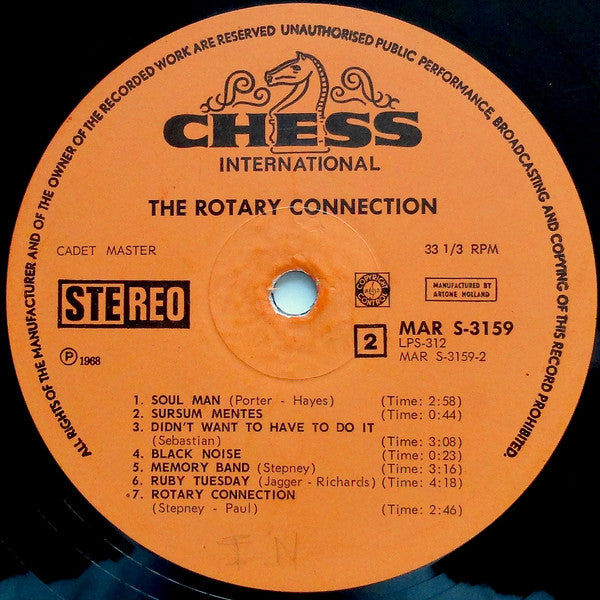 ALL RIGHTS OF THE MANUFACTURER AND OF THE OWNER OF THE RECORDED WORK ARE RESERVED UNAUTHORISED PUBLIC PERFORMANCE, BROADCASTING AND COPYING OF THIS RECORD PROHIBITED.
CHESS
INTERNATIONAL
THE ROTARY CONNECTION
CADET MASTER 33 1/3 RPM
STEREO
COPYRIGHT CONTROL
MANUFACTURED BY
ARTONE HOLLAND
2 MAR S-3159
LPS-312
MAR S-3159-2
℗ 1968
1. SOUL MAN (Porter - Hayes) (Time: 2:58)
2. SURSUM MENTES (Time: 0:44)
3. DIDN'T WANT TO HAVE TO DO IT
(Sebastian) (Time: 3:08)
4. BLACK NOISE (Time: 0:23)
5. MEMORY BAND (Stepney) (Time: 3:16)
6. RUBY TUESDAY (Jagger - Richards) (Time: 4:18)
7. ROTARY CONNECTION
(Stepney - Paul) (Time: 2:46)
I N